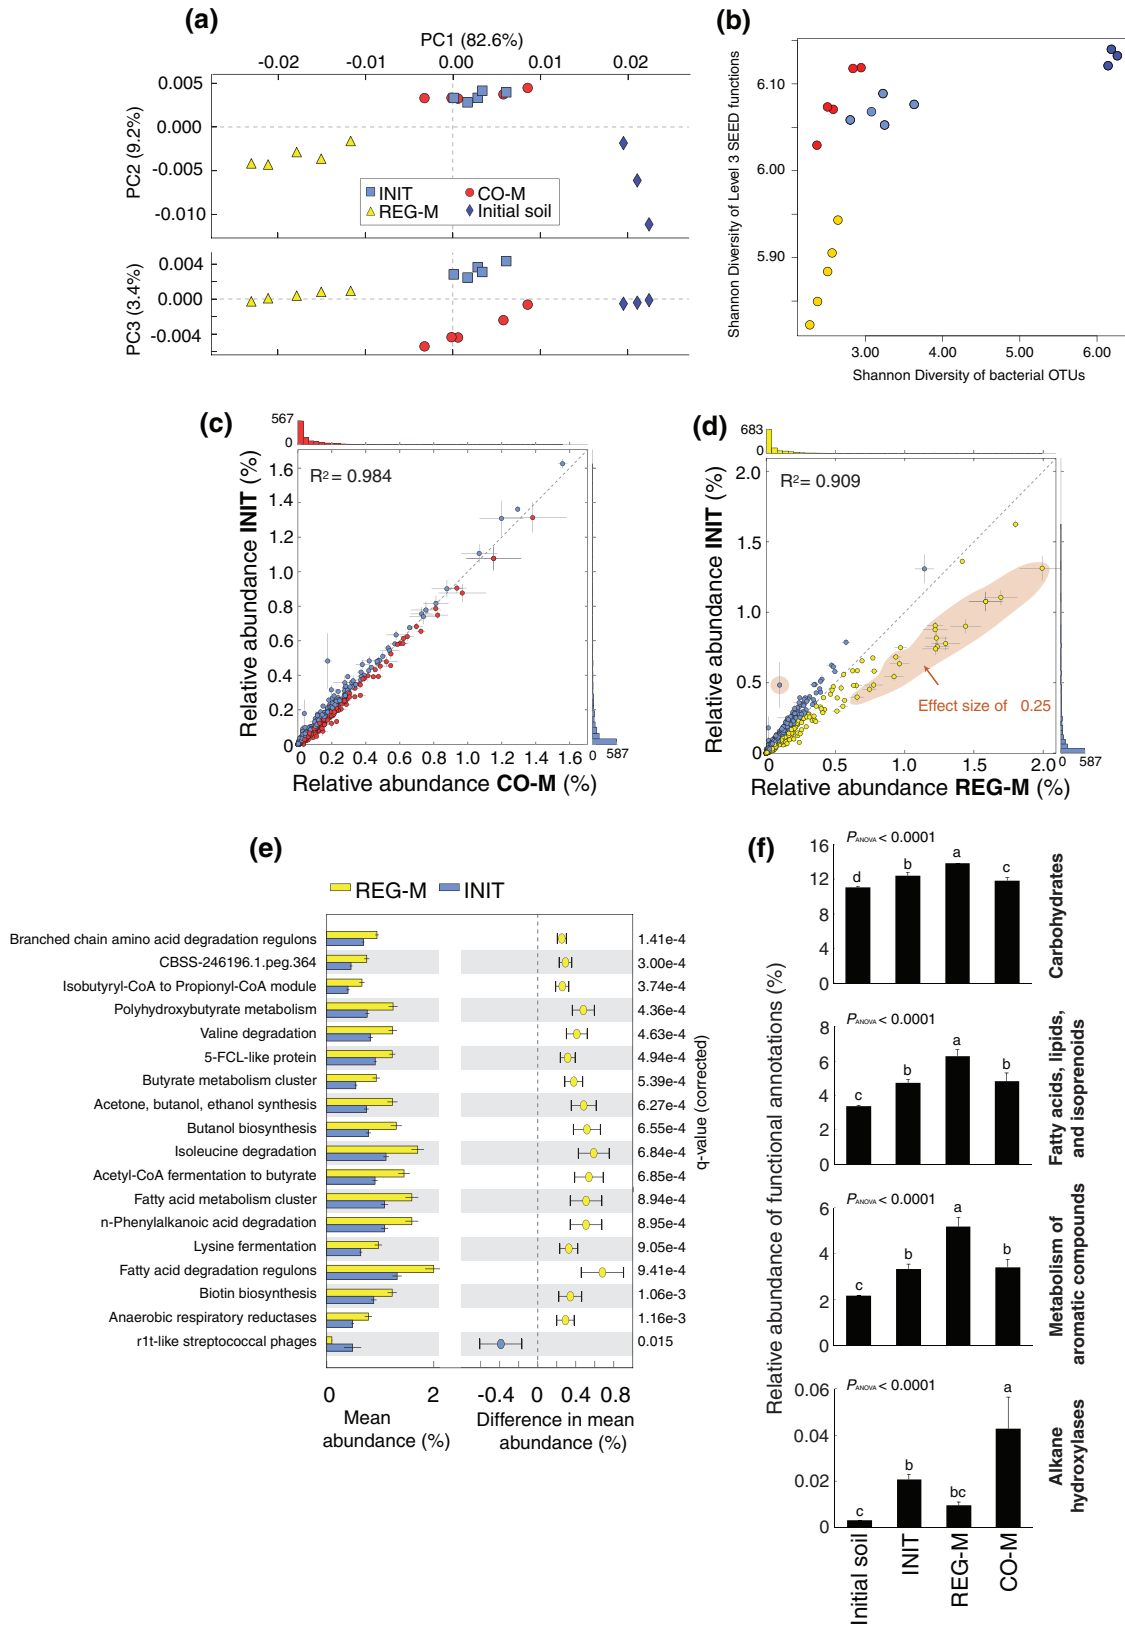 (a)
PC1 (82.6%)
-0.02 -0.01 0.00 0.01 0.02
PC2 (9.2%)
0.005
0.000
-0.005
-0.010
INIT CO-M
REG-M Initial soil
PC3 (3.4%)
0.004
0.000
-0.004
(b)
Shannon Diversity of Level 3 SEED functions
6.10
6.00
5.90
3.00 4.00 5.00 6.00
Shannon Diversity of bacterial OTUs
(c)
567
0
R2= 0.984
Relative abundance INIT (%)
1.6
1.4
1.2
1.0
0.8
0.6
0.4
0.2
0
0 0.2 0.4 0.6 0.8 1.0 1.2 1.4 1.6
0 587
Relative abundance CO-M (%)
(d)
683
0
R2= 0.909
Relative abundance INIT (%)
2.0
1.5
1.0
0.5
0
Effect size of 0.25
0 0.5 1.0 1.5 2.0
0 587
Relative abundance REG-M (%)
(e)
REG-M INIT
Branched chain amino acid degradation regulons 1.41e-4
CBSS-246196.1.peg.364 3.00e-4
Isobutyryl-CoA to Propionyl-CoA module 3.74e-4
Polyhydroxybutyrate metabolism 4.36e-4
Valine degradation 4.63e-4
5-FCL-like protein 4.94e-4
Butyrate metabolism cluster 5.39e-4
Acetone, butanol, ethanol synthesis 6.27e-4
Butanol biosynthesis 6.55e-4
Isoleucine degradation 6.84e-4
Acetyl-CoA fermentation to butyrate 6.85e-4
Fatty acid metabolism cluster 8.94e-4
n-Phenylalkanoic acid degradation 8.95e-4
Lysine fermentation 9.05e-4
Fatty acid degradation regulons 9.41e-4
Biotin biosynthesis 1.06e-3
Anaerobic respiratory reductases 1.16e-3
r1t-like streptococcal phages 0.015
q-value (corrected)
0 2 -0.4 0 0.4 0.8
Mean
abundance (%)
Difference in mean
abundance (%)
(f)
Relative abundance of functional annotations (%)
PANOVA < 0.0001
16
12
8
4
0
d b a c
Carbohydrates
PANOVA < 0.0001
8
6
4
2
0
c b a b
Fatty acids, lipids,
and isoprenoids
PANOVA < 0.0001
6
4
2
0
c b a b
Metabolism of
aromatic compounds
PANOVA < 0.0001
0.06
0.04
0.02
0
c b bc a
Alkane
hydroxylases
Initial soil
INIT
REG-M
CO-M